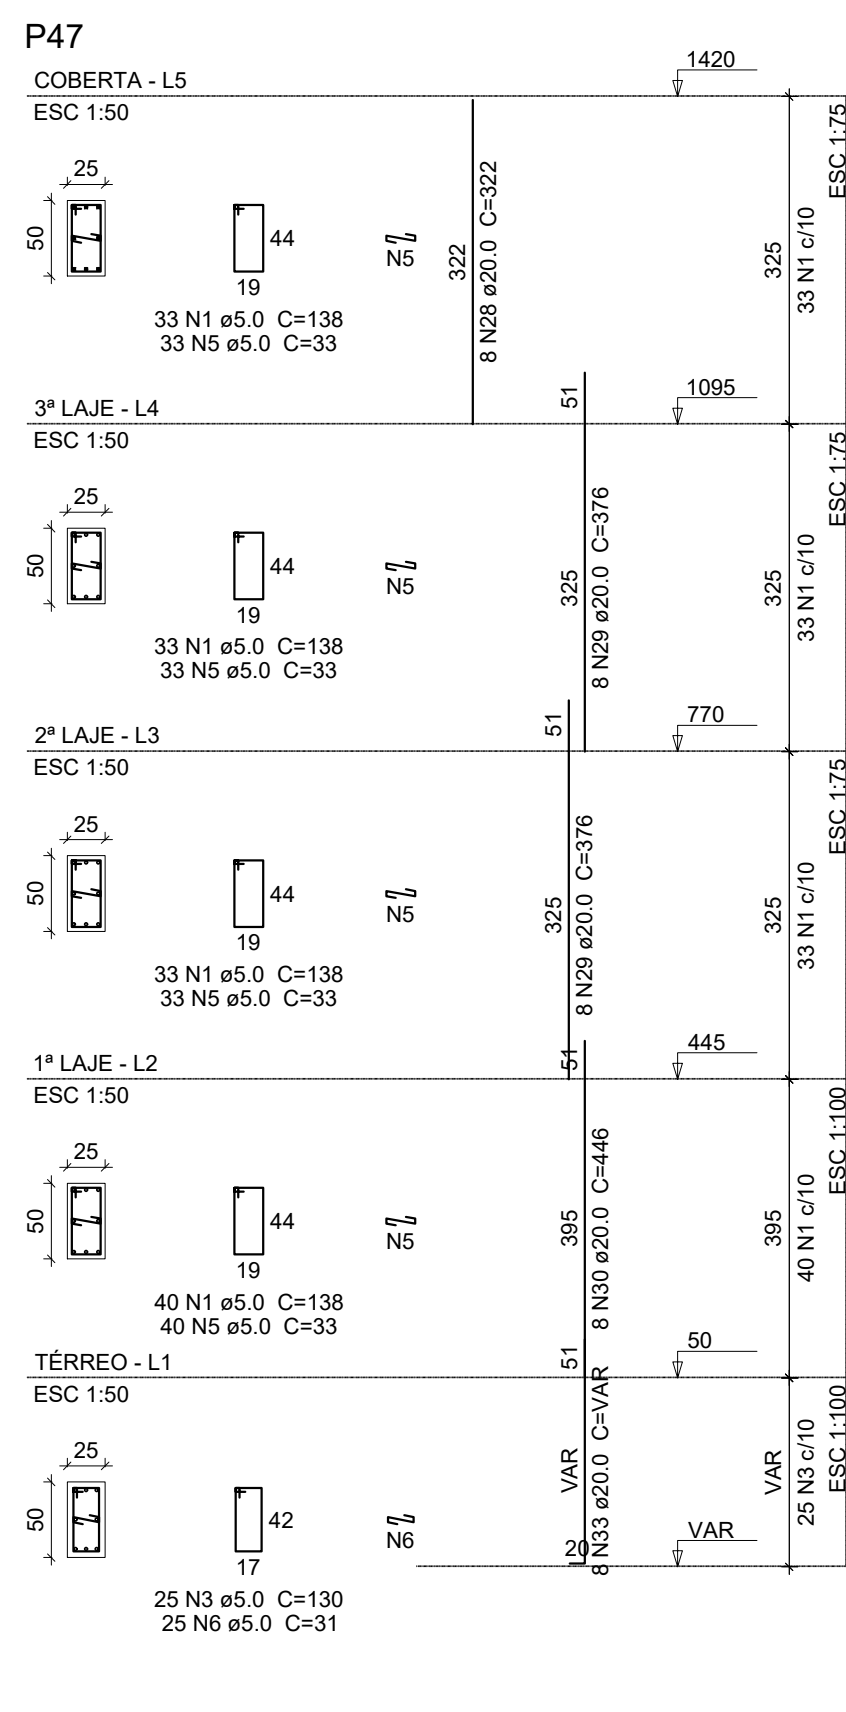 P47
1420
COBERTA - L5
ESC 1:50
ESC 1:75
25
50
44
19
N5
322
8 N28 ø20.0 C=322
325
33 N1 c/10
33 N1 ø5.0 C=138
33 N5 ø5.0 C=33
51
1095
3ª LAJE - L4
ESC 1:50
ESC 1:75
25
50
44
19
N5
325
8 N29 ø20.0 C=376
325
33 N1 c/10
33 N1 ø5.0 C=138
33 N5 ø5.0 C=33
51
770
2ª LAJE - L3
ESC 1:50
ESC 1:75
25
50
44
19
N5
325
8 N29 ø20.0 C=376
325
33 N1 c/10
33 N1 ø5.0 C=138
33 N5 ø5.0 C=33
51
445
1ª LAJE - L2
ESC 1:50
ESC 1:100
25
50
44
19
N5
395
8 N30 ø20.0 C=446
395
40 N1 c/10
40 N1 ø5.0 C=138
40 N5 ø5.0 C=33
51
50
TÉRREO - L1
ESC 1:50
ESC 1:100
25
50
42
17
N6
VAR
8 N33 ø20.0 C=VAR
20
VAR
VAR
25 N3 c/10
25 N3 ø5.0 C=130
25 N6 ø5.0 C=31